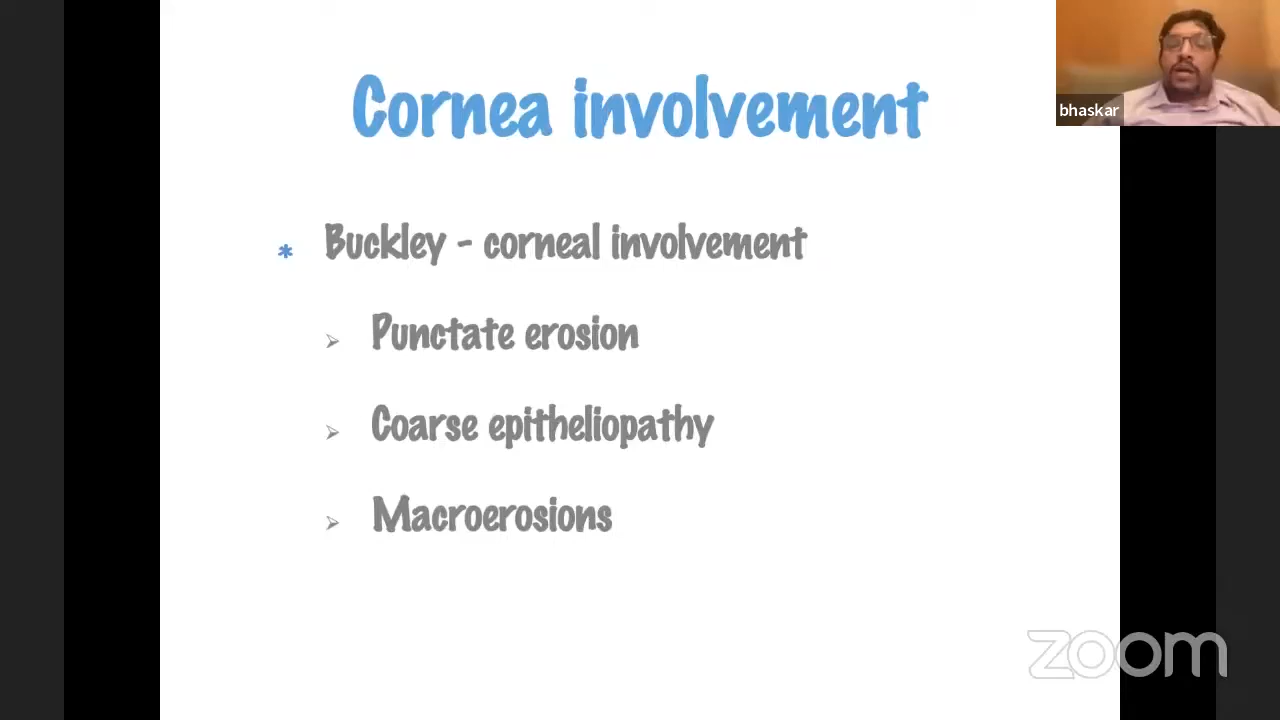 Cornea involvement
bhaskar
* Buckley - corneal involvement
➢ Punctate erosion
➢ Coarse epitheliopathy
➢ Macroerosions
zoom